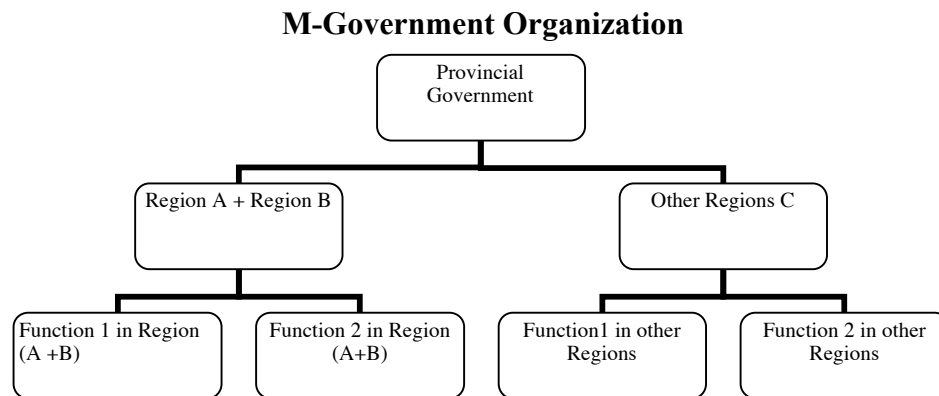 M-Government Organization
Provincial
Government
Region A + Region B
Other Regions C
Function 1 in Region
(A +B)
Function 2 in Region
(A+B)
Function1 in other
Regions
Function 2 in other
Regions